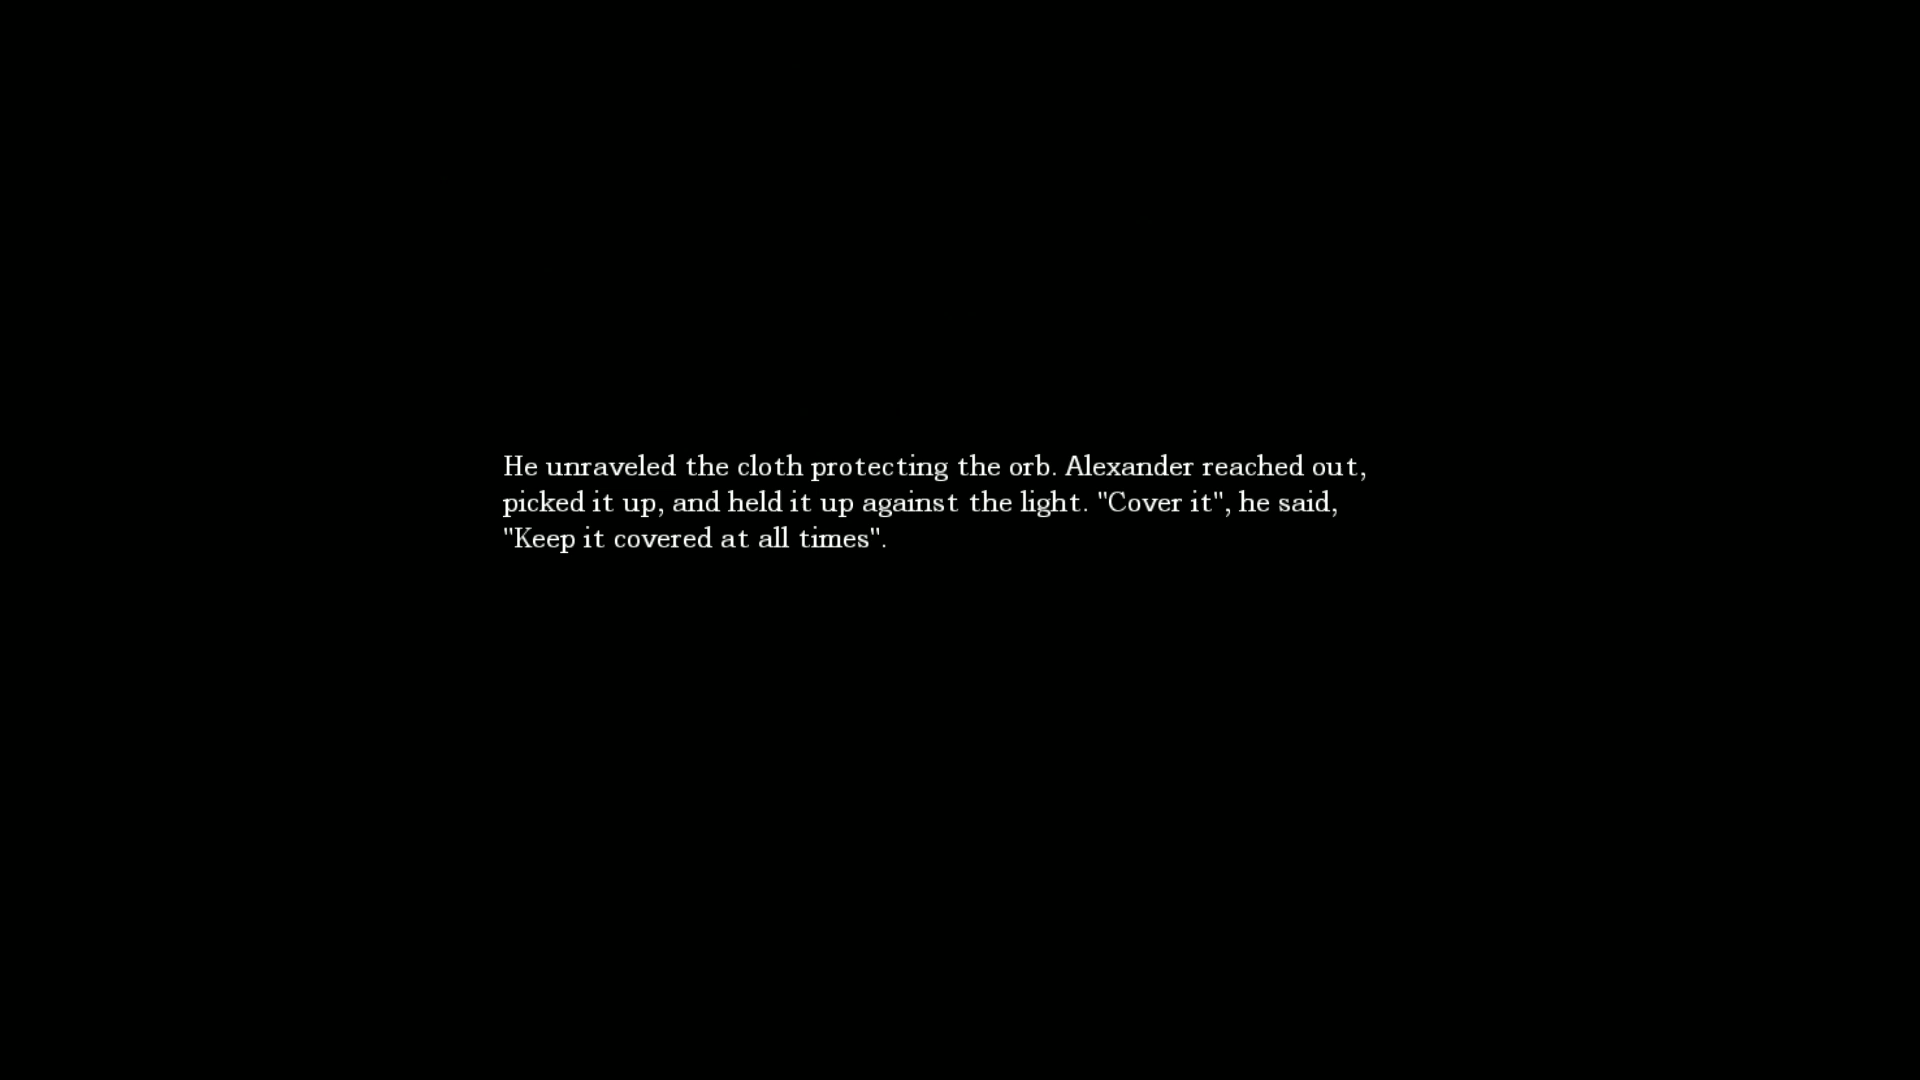 He unraveled the cloth protecting the orb. Alexander reached out,
picked it up, and held it up against the light. "Cover it", he said,
"Keep it covered at all times".